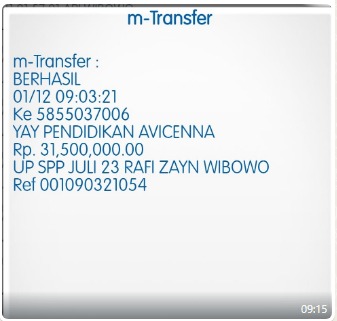 m-Transfer
m-Transfer :
BERHASIL
01/12 09:03:21
Ke 5855037006
YAY PENDIDIKAN AVICENNA
Rp. 31,500,000.00
UP SPP JULI 23 RAFI ZAYN WIBOWO
Ref 001090321054
09:15